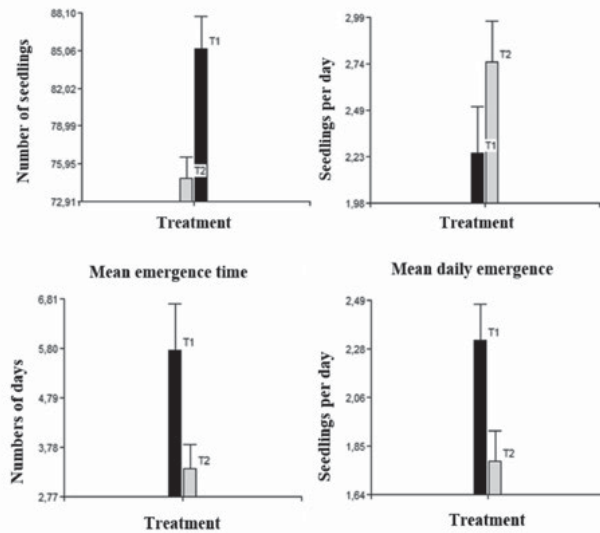 Number of seedlings
88,10
85,06
82,02
78,99
75,95
72,91
T1
T2
Treatment
Seedlings per day
2,99
2,74
2,49
2,23
1,98
T2
T1
Treatment
Mean emergence time
Numbers of days
6,81
5,80
4,79
3,78
2,77
T1
T2
Treatment
Mean daily emergence
Seedlings per day
2,49
2,28
2,06
1,85
1,64
T1
T2
Treatment